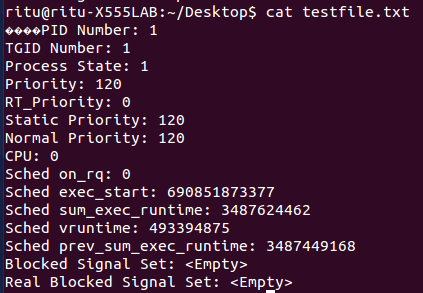 ritu@ritu-X555LAB:~/Desktop$ cat testfile.txt
����PID Number: 1
TGID Number: 1
Process State: 1
Priority: 120
RT_Priority: 0
Static Priority: 120
Normal Priority: 120
CPU: 0
Sched on_rq: 0
Sched exec_start: 690851873377
Sched sum_exec_runtime: 3487624462
Sched vruntime: 493394875
Sched prev_sum_exec_runtime: 3487449168
Blocked Signal Set: <Empty>
Real Blocked Signal Set: <Empty>